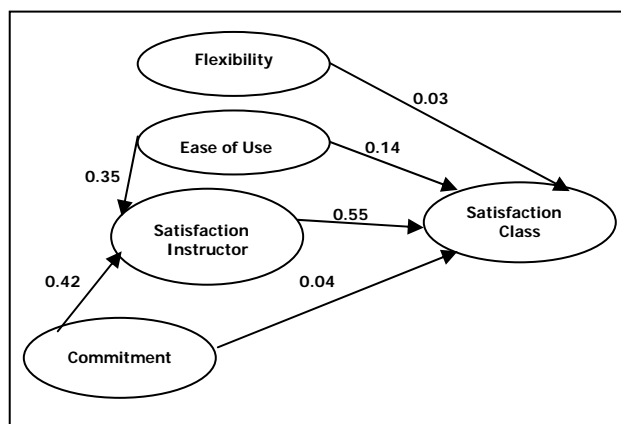 Flexibility
0.03
Ease of Use
0.14
0.35
Satisfaction
Instructor
0.55
Satisfaction
Class
0.42
0.04
Commitment